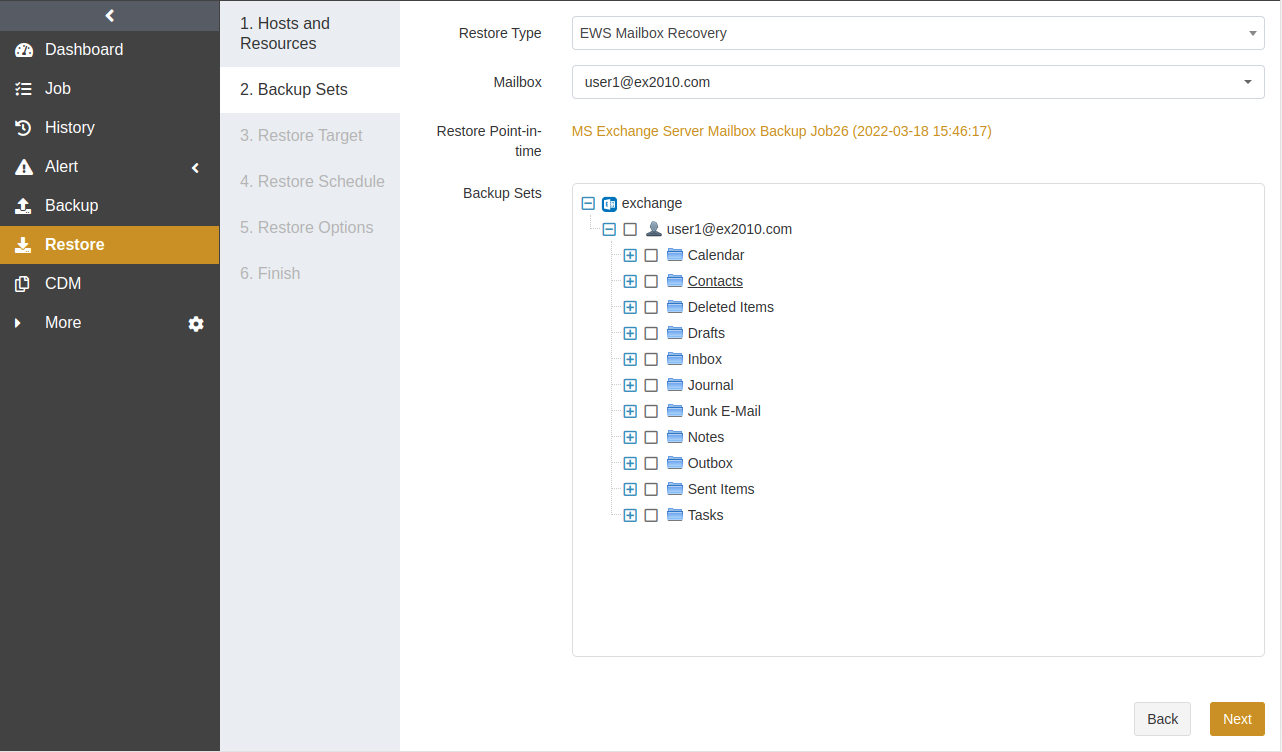 Dashboard
Job
History
Alert
Backup
Restore
CDM
More
1. Hosts and
Resources
2. Backup Sets
3. Restore Target
4. Restore Schedule
5. Restore Options
6. Finish
Restore Type
EWS Mailbox Recovery
Mailbox
user1@ex2010.com
Restore Point-in-
time
MS Exchange Server Mailbox Backup Job26 (2022-03-18 15:46:17)
Backup Sets
exchange
user1@ex2010.com
Calendar
Contacts
Deleted Items
Drafts
Inbox
Journal
Junk E-Mail
Notes
Outbox
Sent Items
Tasks
Back
Next